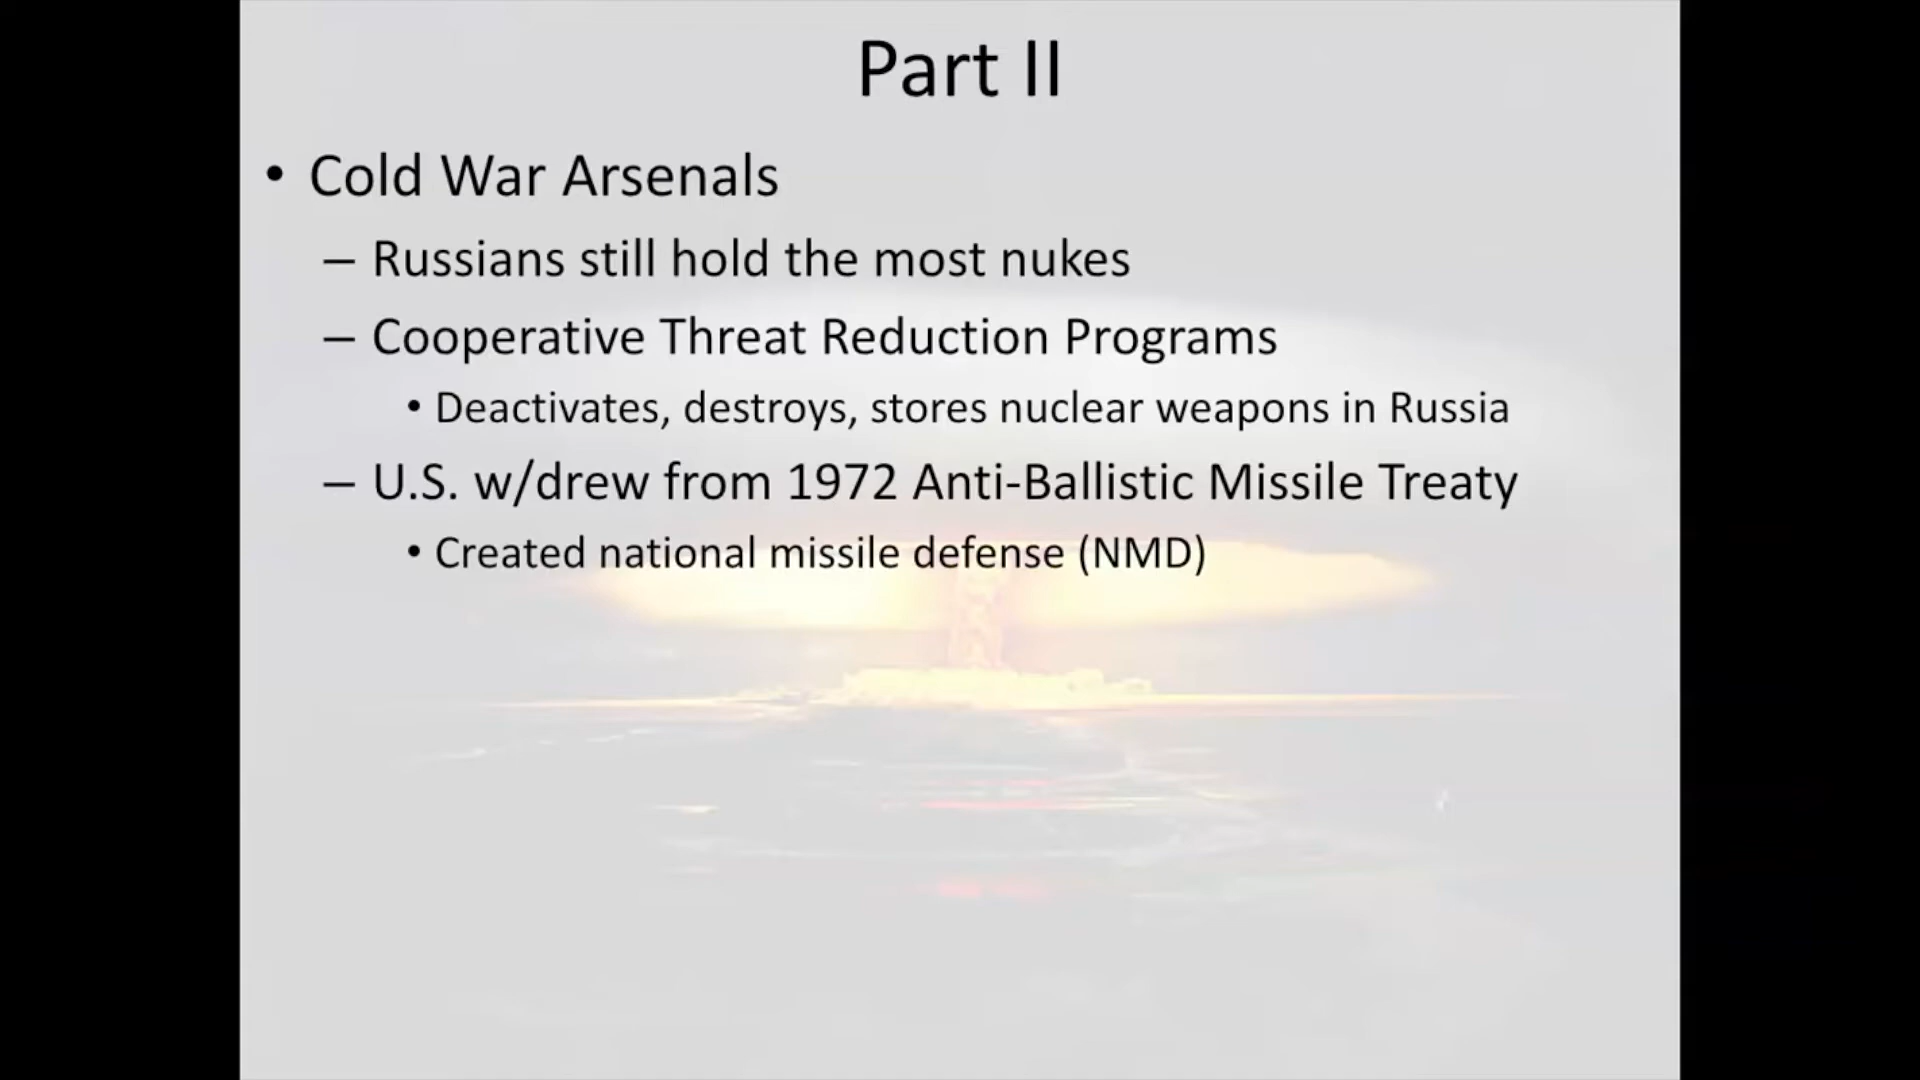 Part II
• Cold War Arsenals
– Russians still hold the most nukes
– Cooperative Threat Reduction Programs
• Deactivates, destroys, stores nuclear weapons in Russia
– U.S. w/drew from 1972 Anti-Ballistic Missile Treaty
• Created national missile defense (NMD)